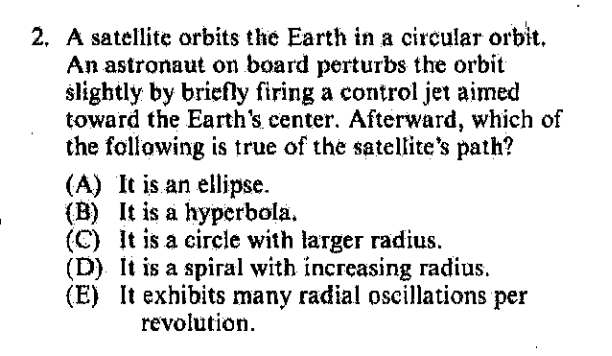 2. A satellite orbits the Earth in a circular orbit.
An astronaut on board perturbs the orbit
slightly by briefly firing a control jet aimed
toward the Earth's center. Afterward, which of
the following is true of the satellite's path?
(A) It is an ellipse.
(B) It is a hyperbola.
(C) It is a circle with larger radius.
(D) It is a spiral with increasing radius.
(E) It exhibits many radial oscillations per
revolution.